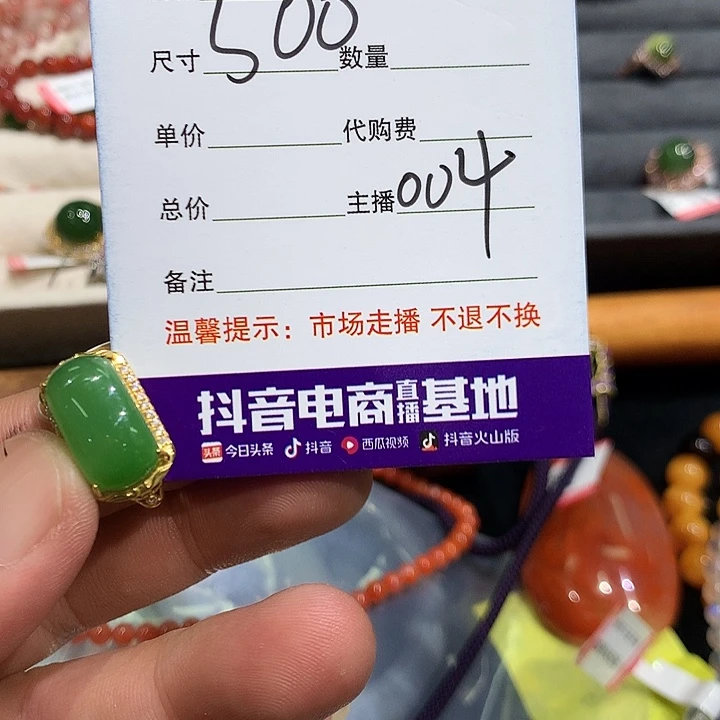 500
尺寸 数量
单价 代购费
总价 主播 004
备注
温馨提示：市场走播 不退不换
抖音电商直播基地
头条 今日头条 抖音 西瓜视频 抖音火山版